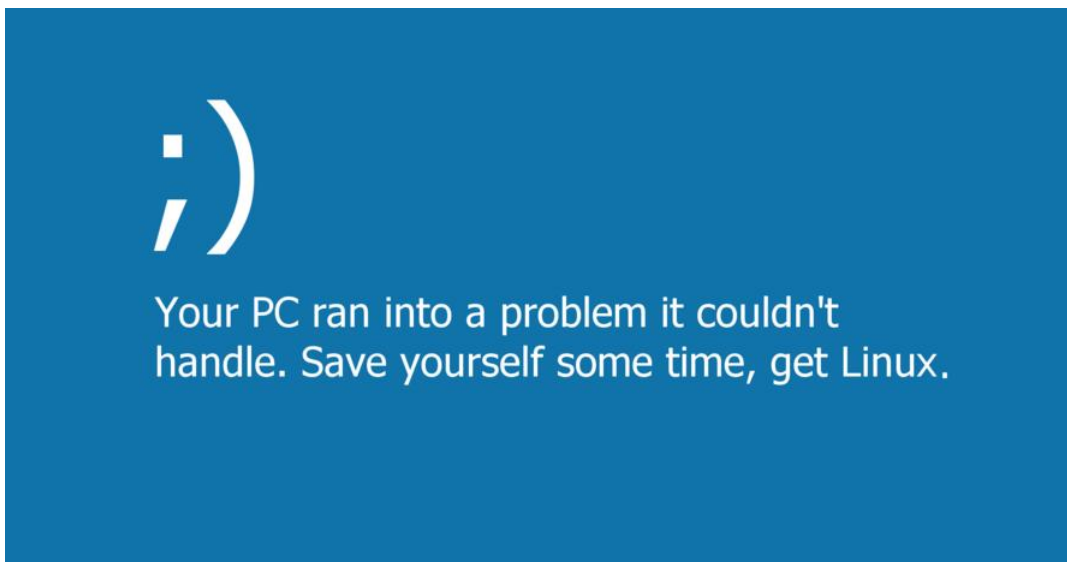 ;)
Your PC ran into a problem it couldn't
handle. Save yourself some time, get Linux.